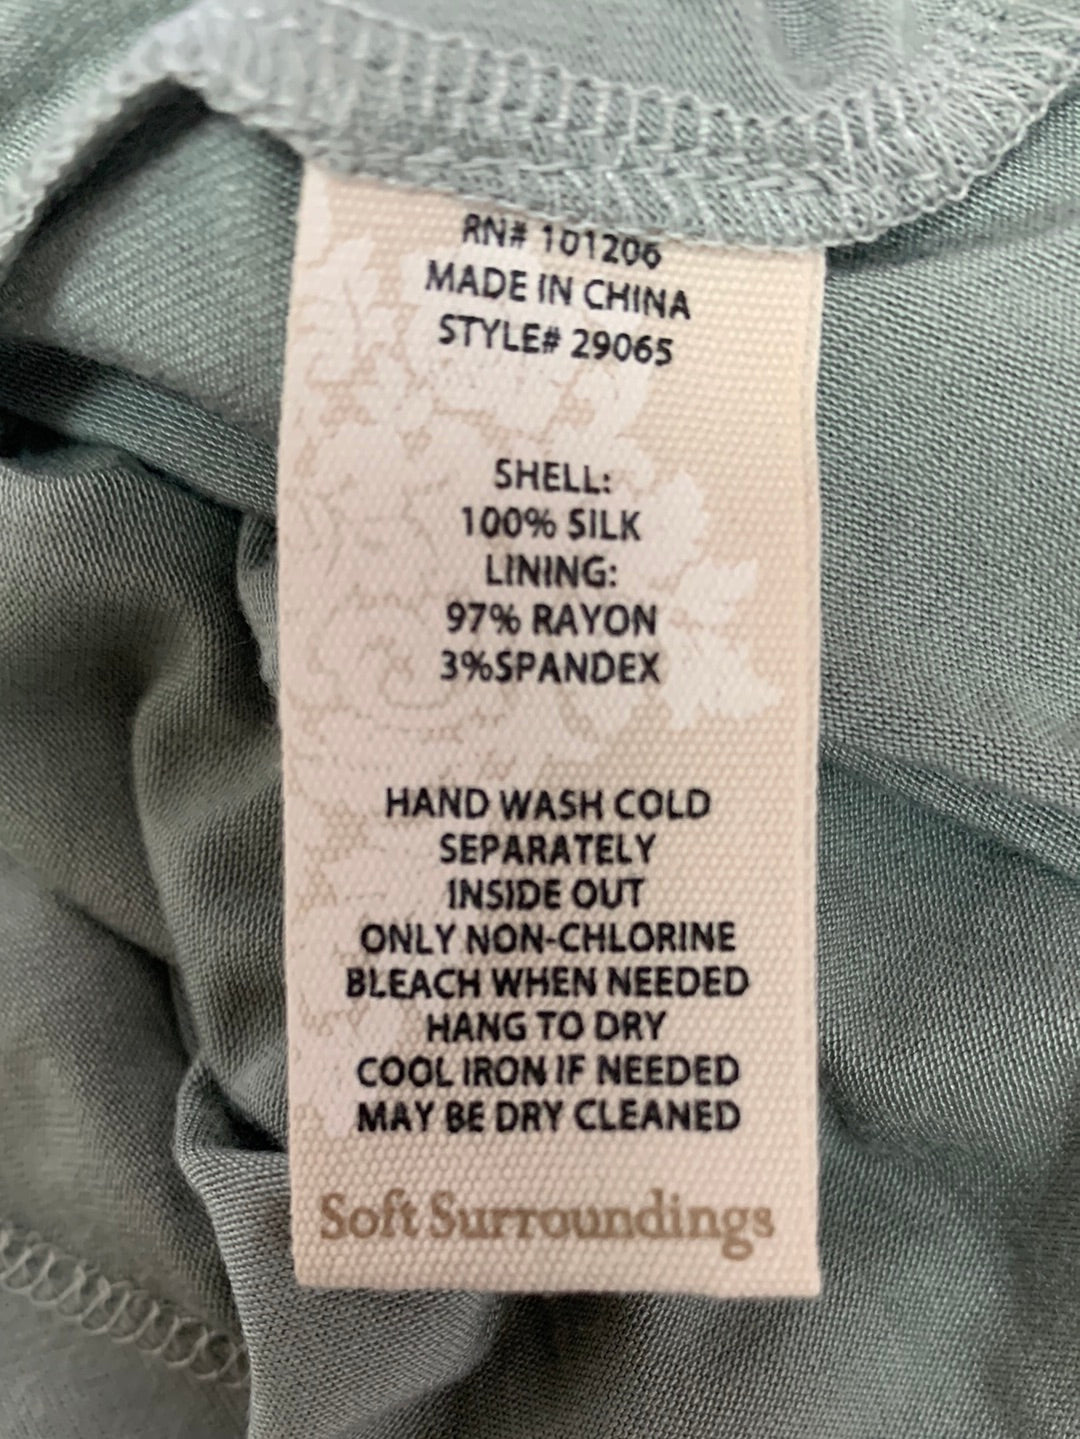 RN# 101206
MADE IN CHINA
STYLE# 29065
SHELL:
100% SILK
LINING:
97% RAYON
3%SPANDEX
HAND WASH COLD
SEPARATELY
INSIDE OUT
ONLY NON-CHLORINE
BLEACH WHEN NEEDED
HANG TO DRY
COOL IRON IF NEEDED
MAY BE DRY CLEANED
Soft Surroundings